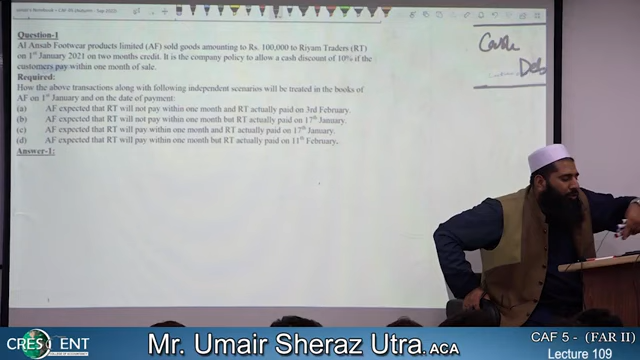 Question-1
Al Ansab Footwear products limited (AF) sold goods amounting to Rs. 100,000 to Riyam Traders (RT)
on 1st January 2021 on two months credit. It is the company policy to allow a cash discount of 10% if the
customers pay within one month of sale.
Required:
How the above transactions along with following independent scenarios will be treated in the books of
AF on 1st January and on the date of payment:
(a) AF expected that RT will not pay within one month and RT actually paid on 3rd February.
(b) AF expected that RT will not pay within one month but RT actually paid on 17th January.
(c) AF expected that RT will pay within one month and RT actually paid on 17th January.
(d) AF expected that RT will pay within one month but RT actually paid on 11th February.
Answer-1:
Cash
Deb
1
CRESCENT
Mr. Umair Sheraz Utra. ACA
CAF 5 - (FAR II)
Lecture 109